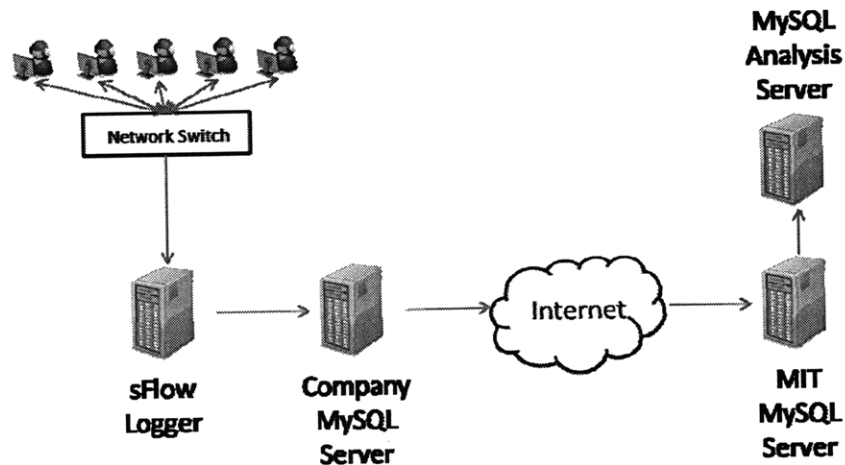 MySQL
Analysis
Server
Network Switch
Internet
sFlow
Logger
Company
MySQL
Server
MIT
MySQL
Server